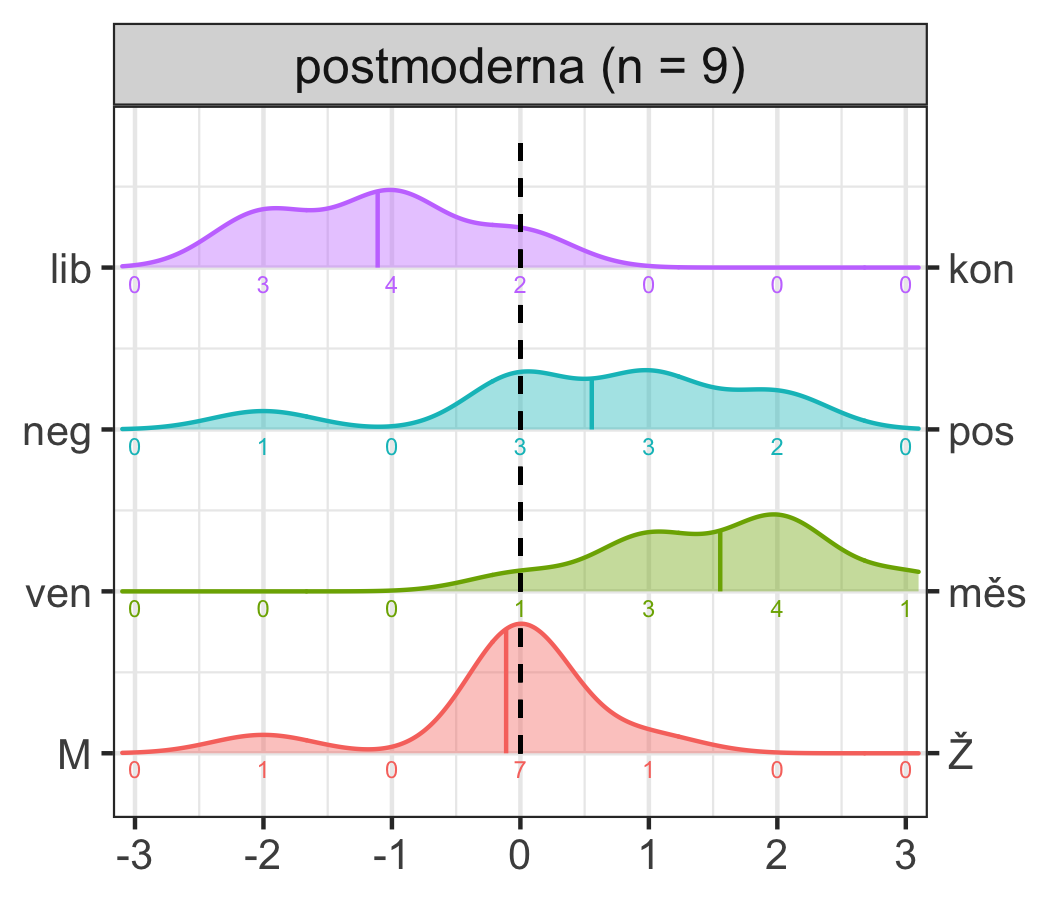 postmoderna (n = 9)
lib kon
0 3 4 2 0 0 0
neg pos
0 1 0 3 3 2 0
ven měs
0 0 0 1 3 4 1
M Ž
0 1 0 7 1 0 0
-3 -2 -1 0 1 2 3